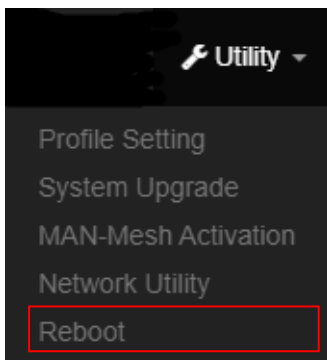 Utility
Profile Setting
System Upgrade
MAN-Mesh Activation
Network Utility
Reboot